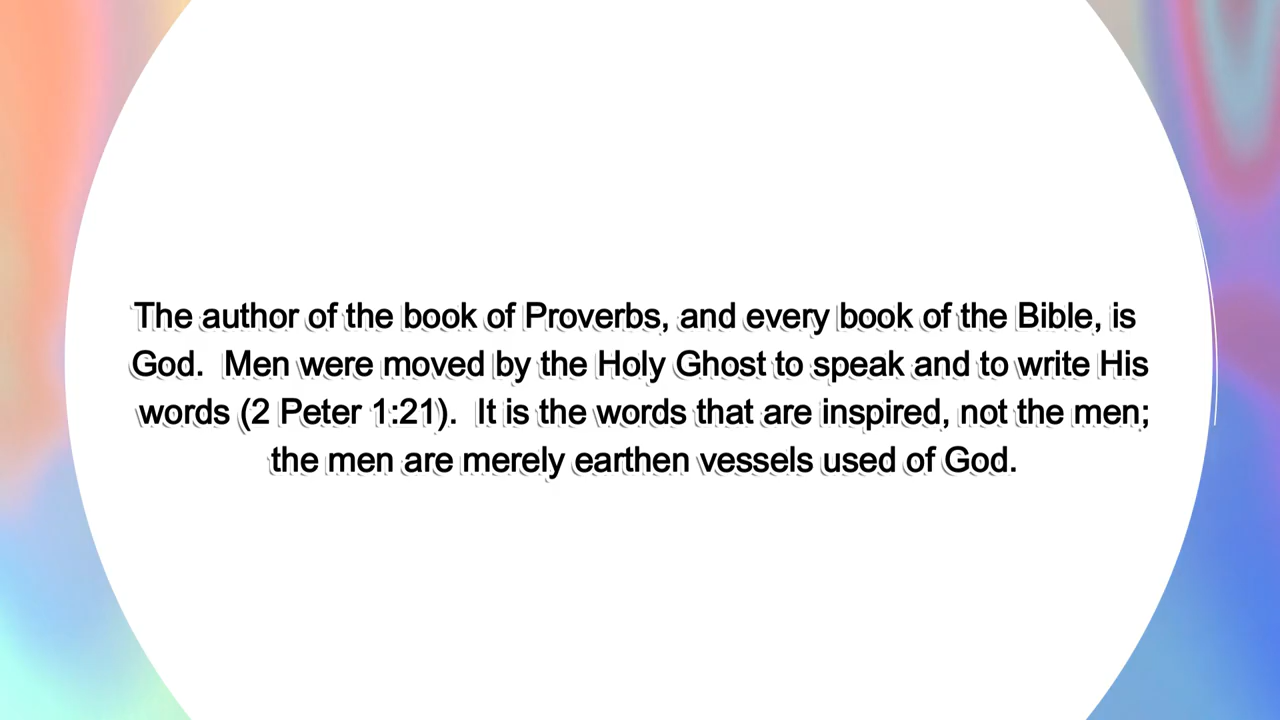 The author of the book of Proverbs, and every book of the Bible, is
God.  Men were moved by the Holy Ghost to speak and to write His
words (2 Peter 1:21).  It is the words that are inspired, not the men;
the men are merely earthen vessels used of God.